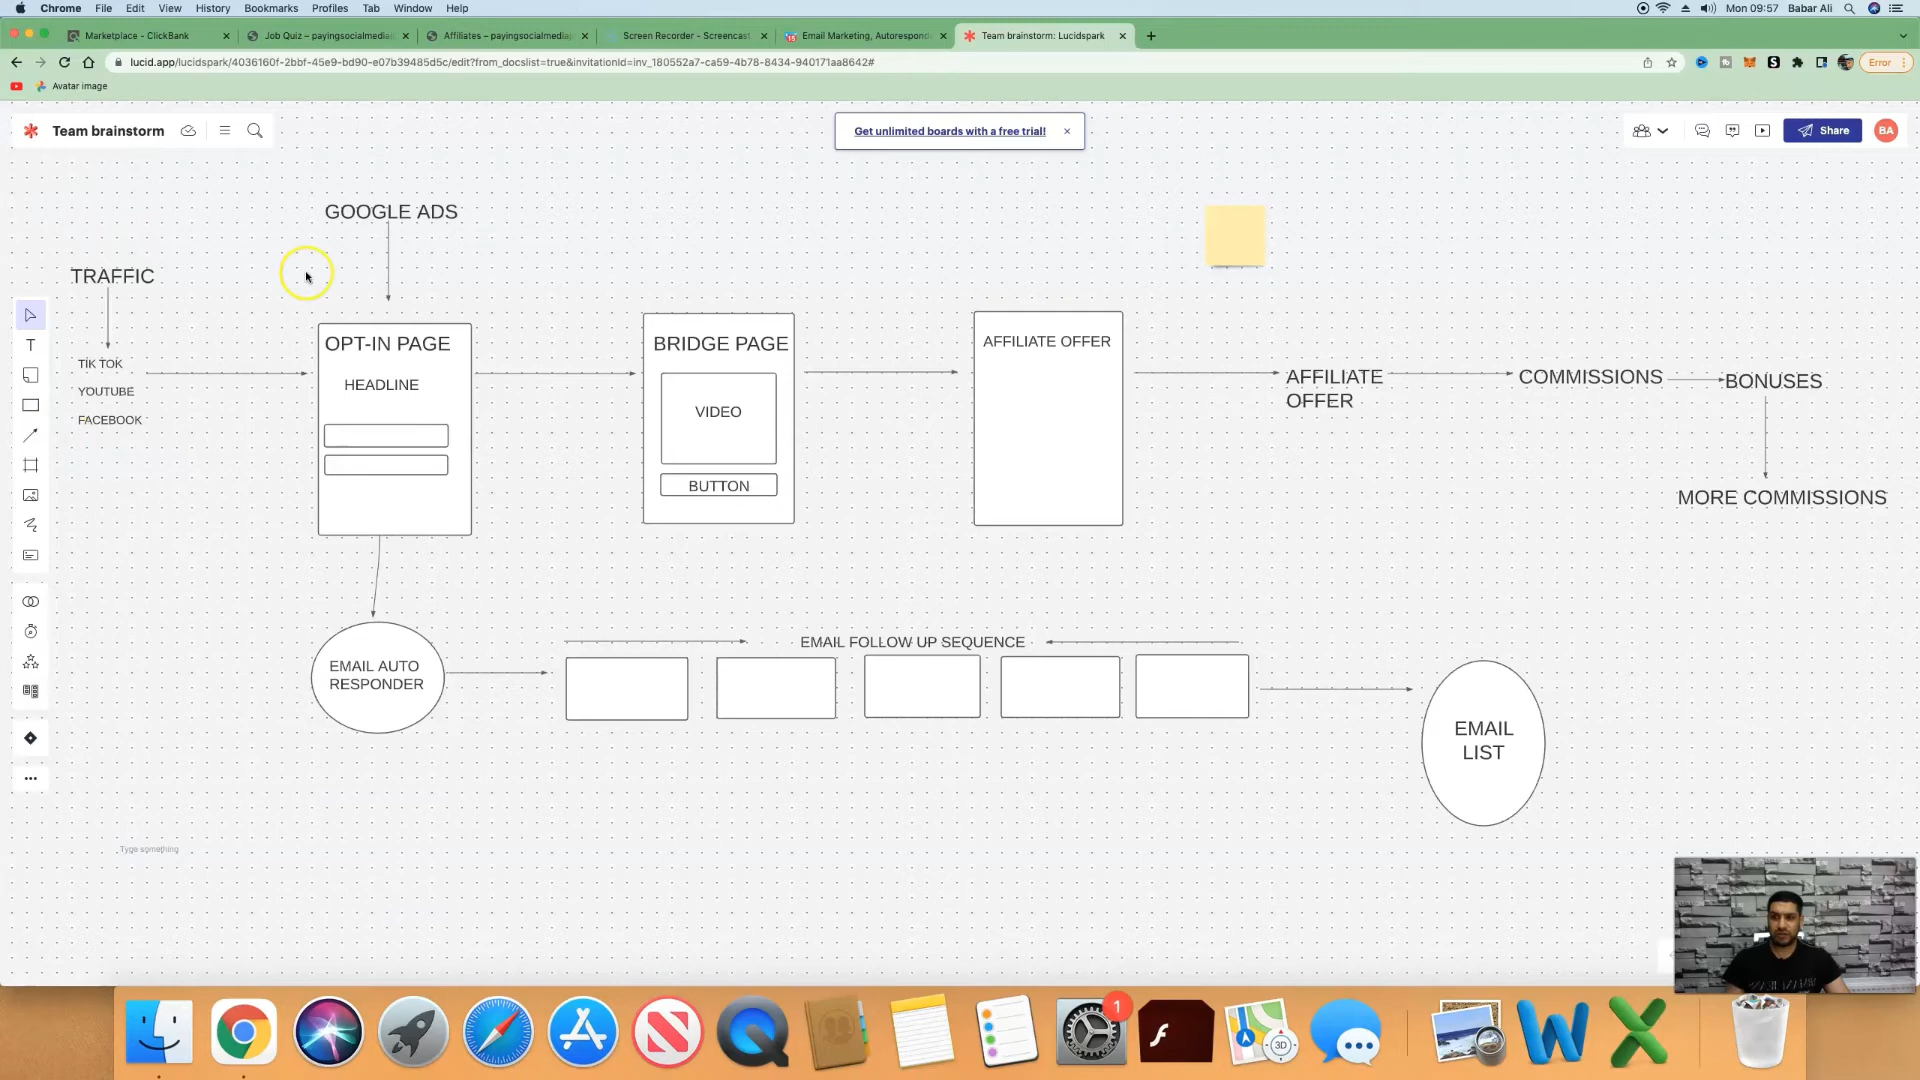 Chrome File Edit View History Bookmarks Profiles Tab Window Help
Mon 09:57 Babar Ali
Marketplace - ClickBank
Job Quiz – payingsocialmediaj
Affiliates – payingsocialmediaj
Screen Recorder - Screencast
Email Marketing, Autorespond
Team brainstorm: Lucidspark
lucid.app/lucidspark/4036160f-2bbf-45e9-bd90-e07b39485d5c/edit?from_docslist=true&invitationId=inv_180552a7-ca59-4b78-8434-940171aa8642#
Error
Avatar image
Team brainstorm
Get unlimited boards with a free trial!
Share
BA
GOOGLE ADS
TRAFFIC
TIK TOK
YOUTUBE
FACEBOOK
OPT-IN PAGE
HEADLINE
BRIDGE PAGE
VIDEO
BUTTON
AFFILIATE OFFER
AFFILIATE
OFFER
COMMISSIONS
BONUSES
MORE COMMISSIONS
EMAIL AUTO
RESPONDER
EMAIL FOLLOW UP SEQUENCE
EMAIL
LIST
Type something
1
3D